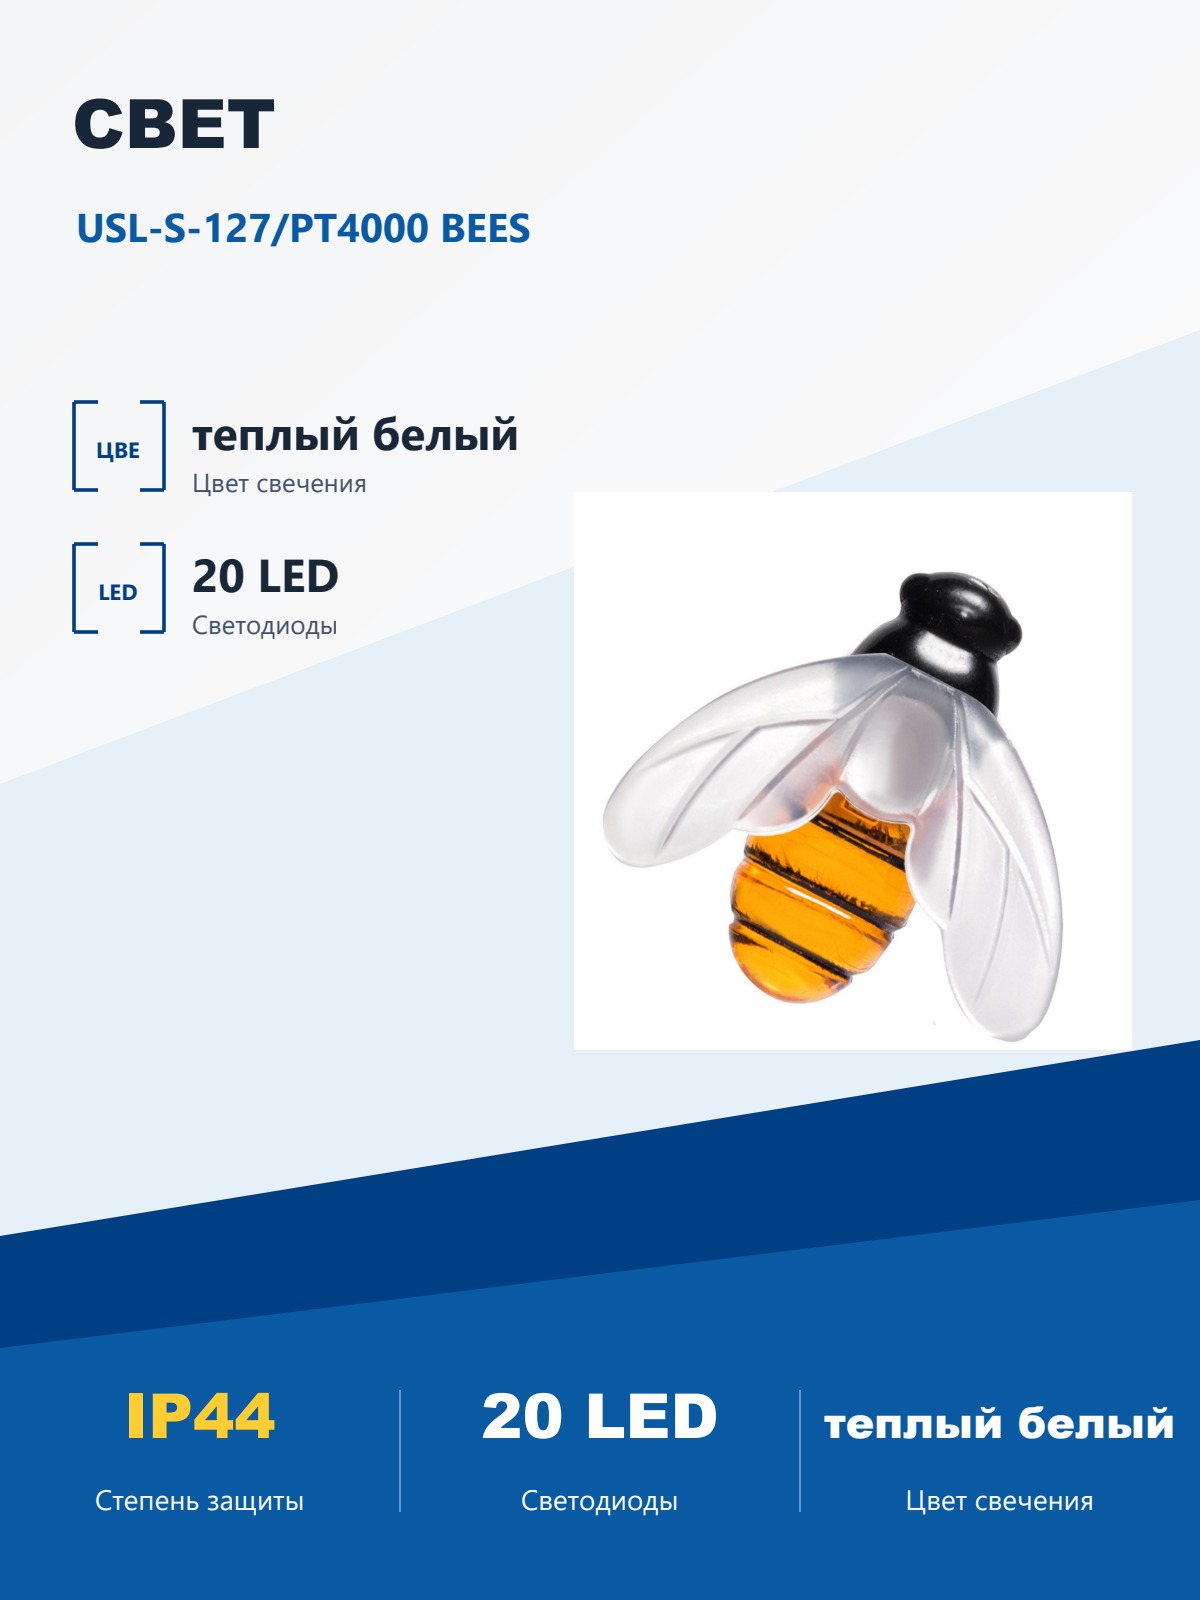 СВЕТ
USL-S-127/PT4000 BEES
ЦВЕ
теплый белый
Цвет свечения
LED
20 LED
Светодиоды
IP44
Степень защиты
20 LED
Светодиоды
теплый белый
Цвет свечения